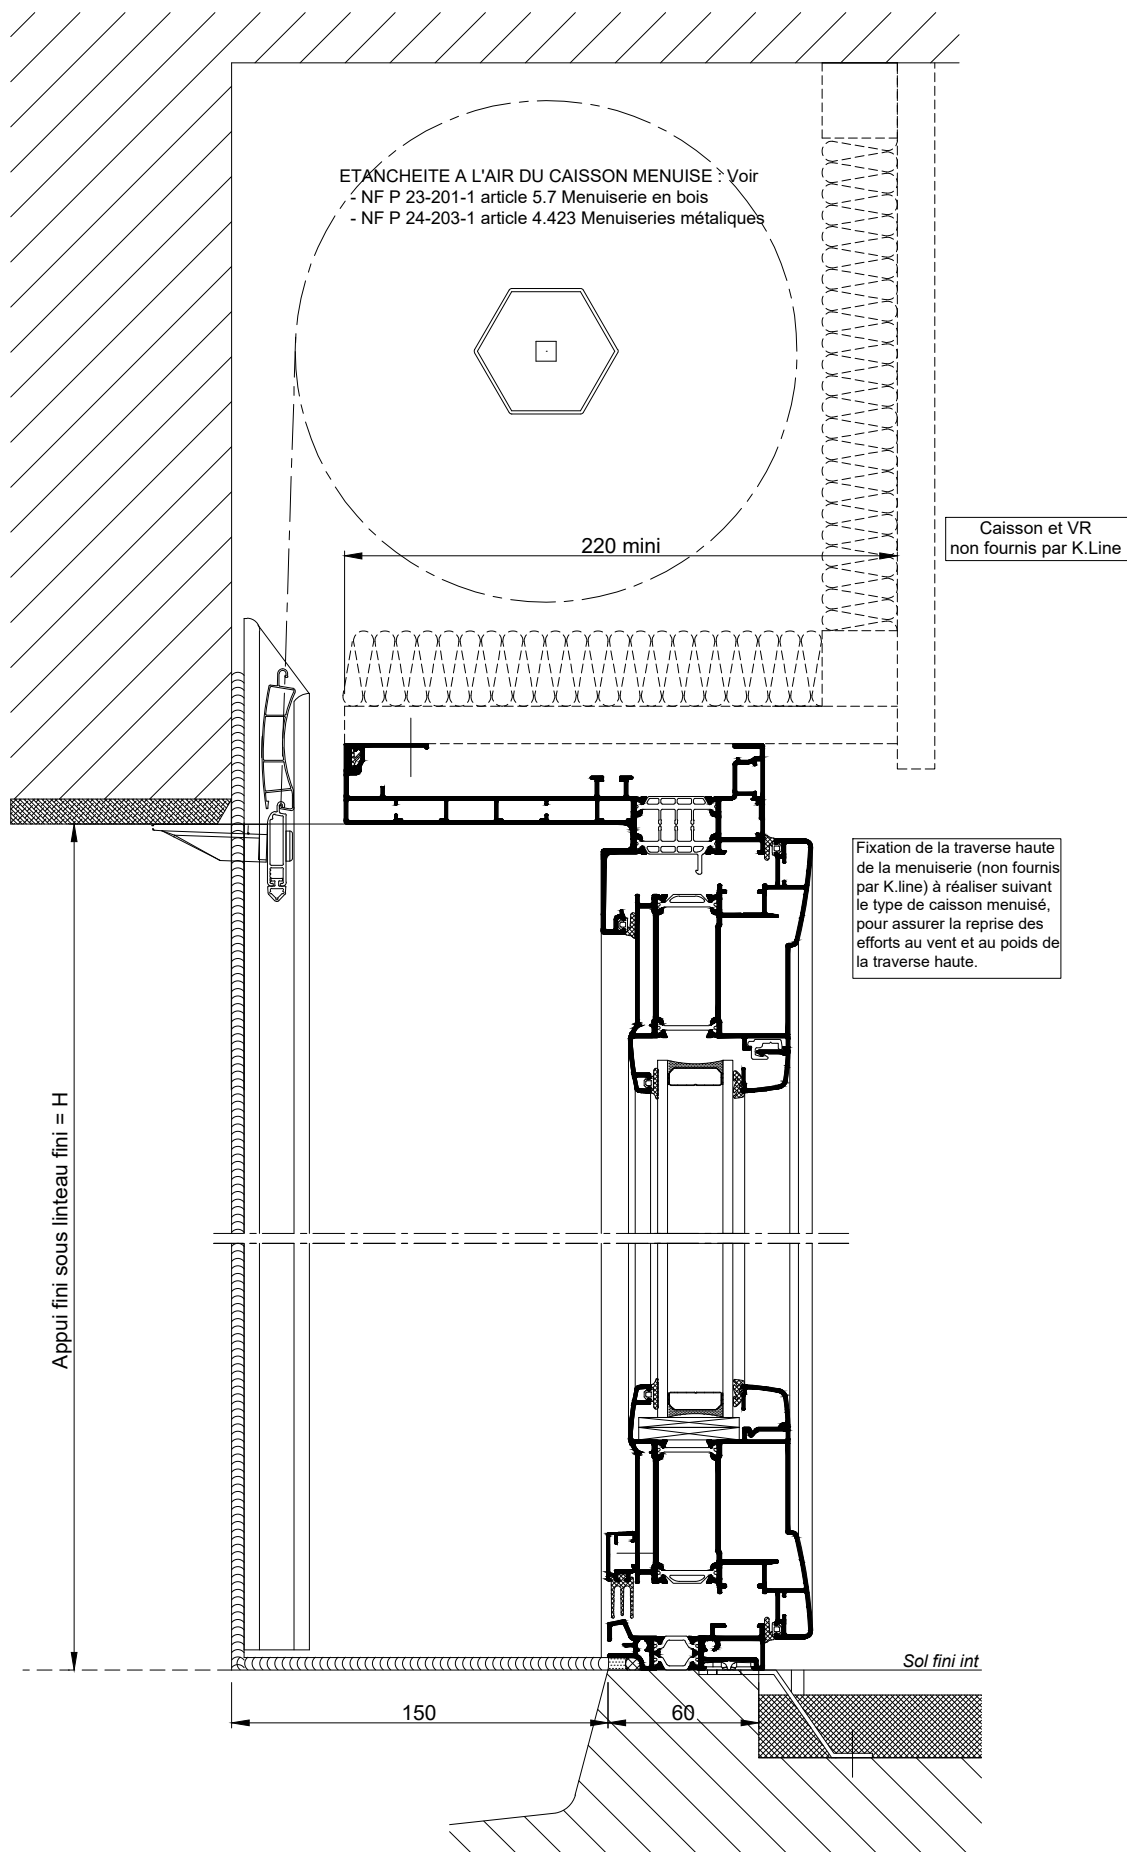 ETANCHEITE A L'AIR DU CAISSON MENUISE : Voir
- NF P 23-201-1 article 5.7 Menuiserie en bois
- NF P 24-203-1 article 4.423 Menuiseries métaliques
220 mini
Caisson et VR
non fournis par K.Line
Fixation de la traverse haute
de la menuiserie (non fournis
par K.line) à réaliser suivant
le type de caisson menuisé,
pour assurer la reprise des
efforts au vent et au poids de
la traverse haute.
Appui fini sous linteau fini = H
Sol fini int
150
60